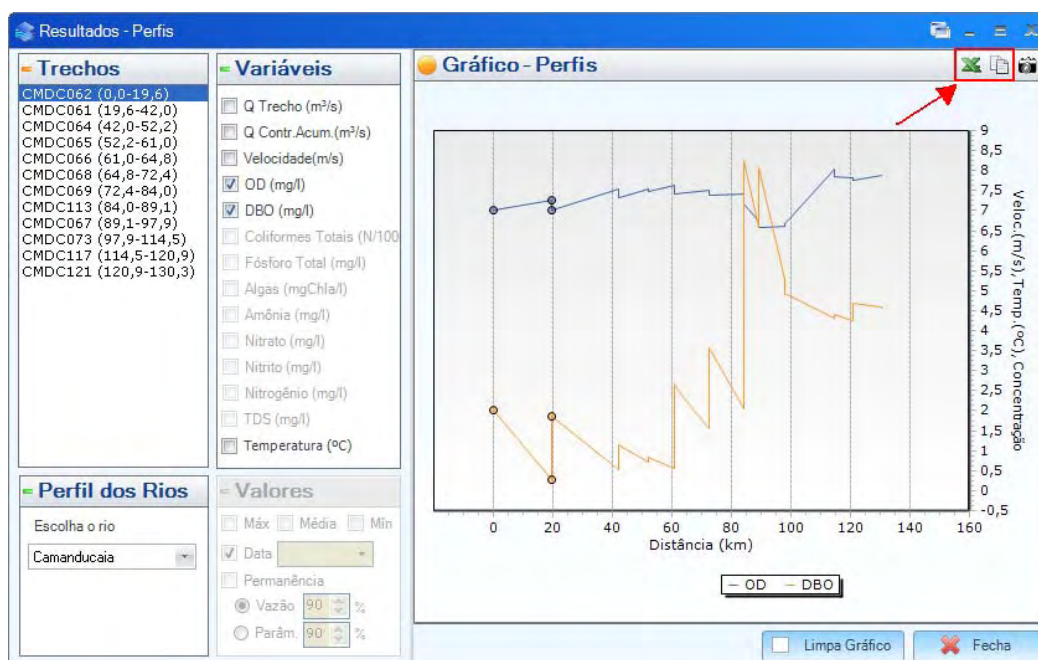 Resultados - Perfis
Trechos
CMDC062 (0,0-19,6)
CMDC061 (19,6-42,0)
CMDC064 (42,0-52,2)
CMDC065 (52,2-61,0)
CMDC066 (61,0-64,8)
CMDC068 (64,8-72,4)
CMDC069 (72,4-84,0)
CMDC113 (84,0-89,1)
CMDC067 (89,1-97,9)
CMDC073 (97,9-114,5)
CMDC117 (114,5-120,9)
CMDC121 (120,9-130,3)
Variáveis
Q Trecho (m³/s)
Q Contr.Acum.(m³/s)
Velocidade(m/s)
OD (mg/l)
DBO (mg/l)
Coliformes Totais (N/100
Fósforo Total (mg/l)
Algas (mgChla/l)
Amônia (mg/l)
Nitrato (mg/l)
Nitrito (mg/l)
Nitrogênio (mg/l)
TDS (mg/l)
Temperatura (ºC)
Perfil dos Rios
Escolha o rio
Camanducaia
Valores
Máx Média Min
Data
Permanência
Vazão 90 %
Parâm. 90 %
Gráfico - Perfis
9
8,5
8
7,5
7
6,5
6
5,5
5
4,5
4
3,5
3
2,5
2
1,5
1
0,5
0
-0,5
Veloc.(m/s), Temp.(ºC), Concentração
0 20 40 60 80 100 120 140 160
Distância (km)
OD DBO
Limpa Gráfico
Fecha